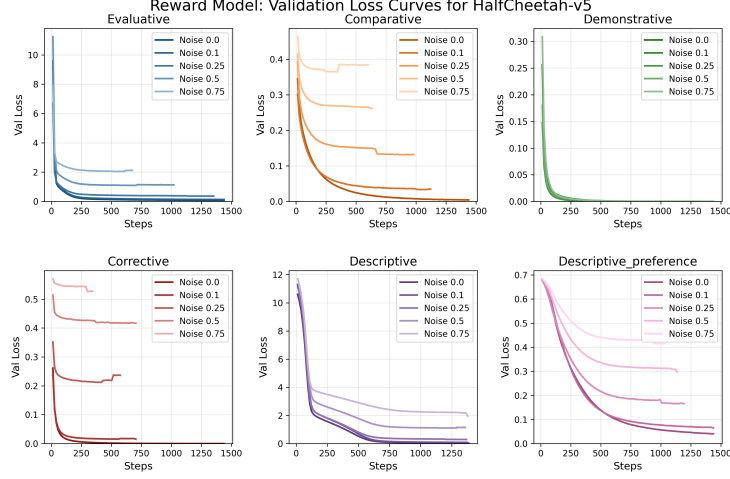 Reward Model: Validation Loss Curves for HalfCheetah-v5
Evaluative
Val Loss
10
8
6
4
2
0
0
250
500
750
1000
1250
1500
Steps
Noise 0.0
Noise 0.1
Noise 0.25
Noise 0.5
Noise 0.75
Comparative
Val Loss
0.4
0.3
0.2
0.1
0.0
0
250
500
750
1000
1250
1500
Steps
Noise 0.0
Noise 0.1
Noise 0.25
Noise 0.5
Noise 0.75
Demonstrative
Val Loss
0.30
0.25
0.20
0.15
0.10
0.05
0.00
0
250
500
750
1000
1250
1500
Steps
Noise 0.0
Noise 0.1
Noise 0.25
Noise 0.5
Noise 0.75
Corrective
Val Loss
0.5
0.4
0.3
0.2
0.1
0.0
0
250
500
750
1000
1250
1500
Steps
Noise 0.0
Noise 0.1
Noise 0.25
Noise 0.5
Noise 0.75
Descriptive
Val Loss
12
10
8
6
4
2
0
0
250
500
750
1000
1250
Steps
Noise 0.0
Noise 0.1
Noise 0.25
Noise 0.5
Noise 0.75
Descriptive_preference
Val Loss
0.7
0.6
0.5
0.4
0.3
0.2
0.1
0.0
0
250
500
750
1000
1250
1500
Steps
Noise 0.0
Noise 0.1
Noise 0.25
Noise 0.5
Noise 0.75